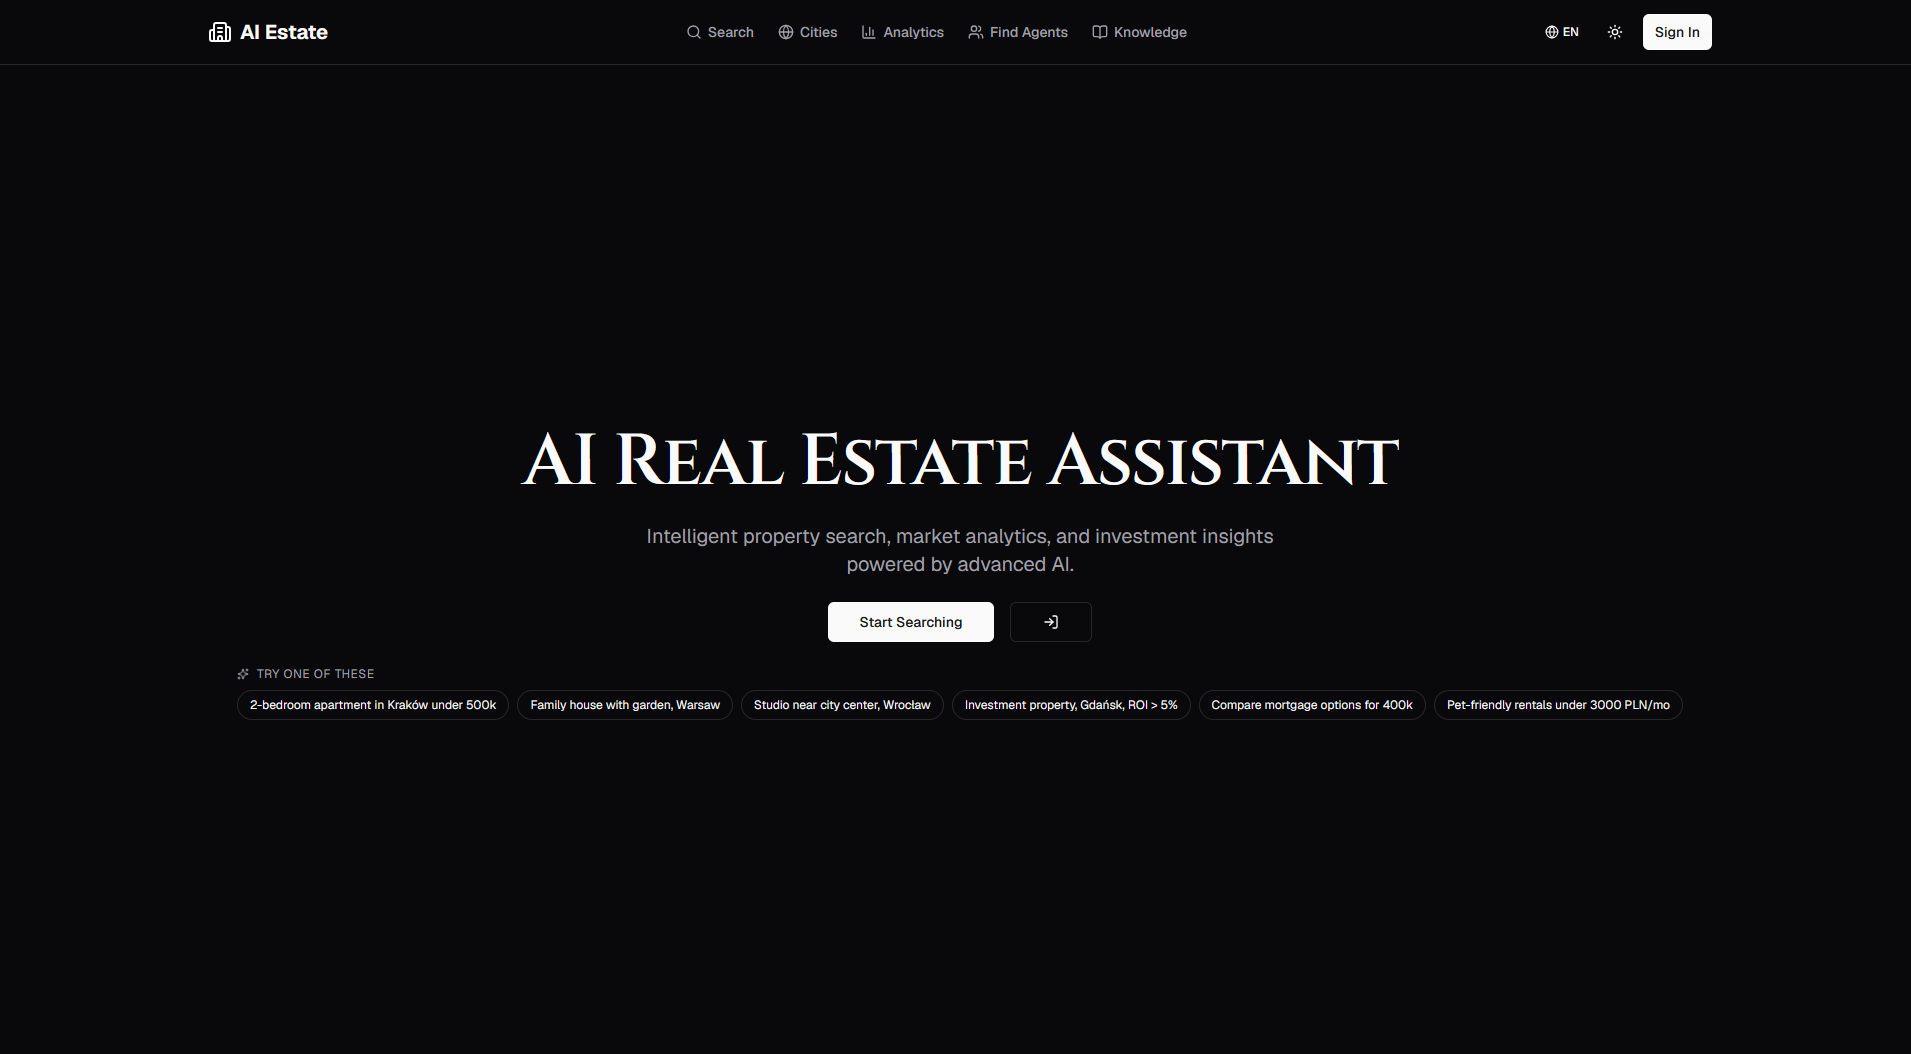 AI Estate
Search
Cities
Analytics
Find Agents
Knowledge
EN
Sign In
AI Real Estate Assistant
Intelligent property search, market analytics, and investment insights
powered by advanced AI.
Start Searching
TRY ONE OF THESE
2-bedroom apartment in Kraków under 500k
Family house with garden, Warsaw
Studio near city center, Wrocław
Investment property, Gdańsk, ROI > 5%
Compare mortgage options for 400k
Pet-friendly rentals under 3000 PLN/mo